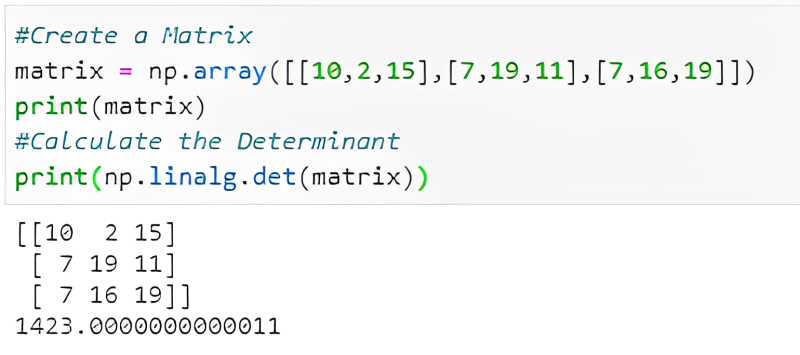 #Create a Matrix
matrix = np.array([[10,2,15],[7,19,11],[7,16,19]])
print(matrix)
#Calculate the Determinant
print(np.linalg.det(matrix))
[[10  2 15]
 [ 7 19 11]
 [ 7 16 19]]
1423.0000000000011